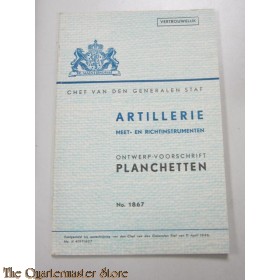 VERTROUWELIJK
CHEF VAN DEN GENERALEN STAF
ARTILLERIE
MEET- EN RICHTINSTRUMENTEN
ONTWERP-VOORSCHRIFT
PLANCHETTEN
No. 1867
The Quartermaster Store